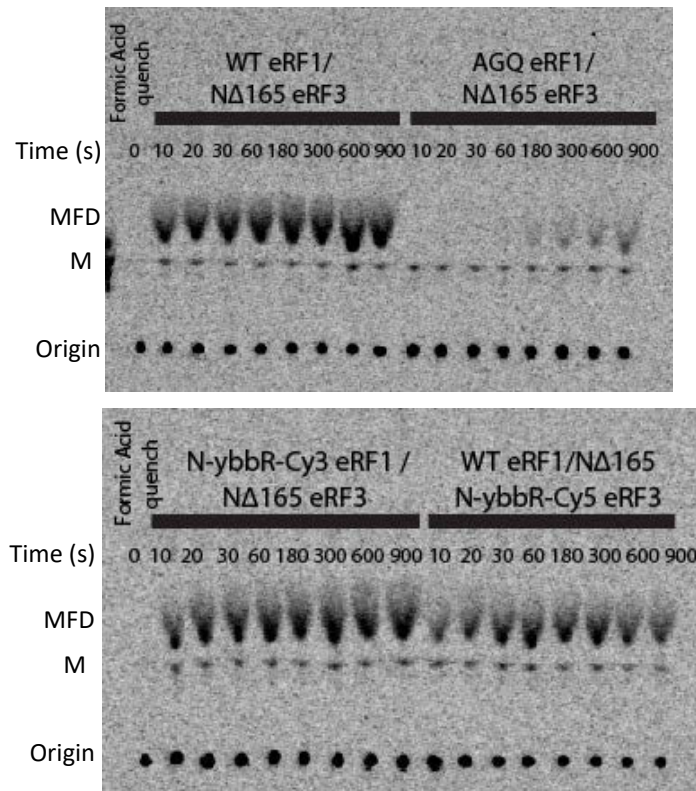 Formic Acid
quench
WT eRF1/
NΔ165 eRF3
AGQ eRF1/
NΔ165 eRF3
Time (s) 0 10 20 30 60 180 300 600 900 10 20 30 60 180 300 600 900
MFD
M
Origin
Formic Acid
quench
N-ybbR-Cy3 eRF1 /
NΔ165 eRF3
WT eRF1/NΔ165
N-ybbR-Cy5 eRF3
Time (s) 0 10 20 30 60 180 300 600 900 10 20 30 60 180 300 600 900
MFD
M
Origin